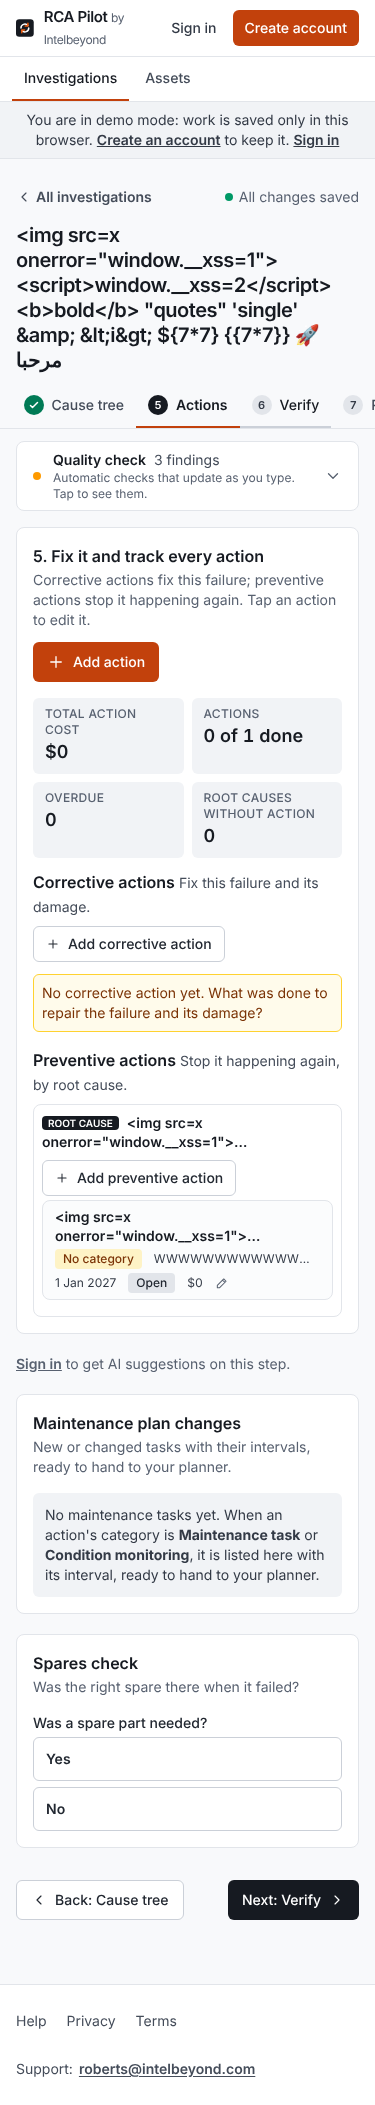 RCA Pilot by
Intelbeyond
Sign in
Create account
Investigations Assets
You are in demo mode: work is saved only in this
browser. Create an account to keep it. Sign in
All investigations
All changes saved
<img src=x
onerror="window.__xss=1">
<script>window.__xss=2</script>
<b>bold</b> "quotes" 'single'
&amp; &lt;i&gt; ${7*7} {{7*7}} 🚀
مرحبا
Cause tree 5 Actions 6 Verify 7
Quality check 3 findings
Automatic checks that update as you type.
Tap to see them.
5. Fix it and track every action
Corrective actions fix this failure; preventive
actions stop it happening again. Tap an action
to edit it.
Add action
TOTAL ACTION
COST
$0
ACTIONS
0 of 1 done
OVERDUE
0
ROOT CAUSES
WITHOUT ACTION
0
Corrective actions Fix this failure and its
damage.
Add corrective action
No corrective action yet. What was done to
repair the failure and its damage?
Preventive actions Stop it happening again,
by root cause.
ROOT CAUSE <img src=x
onerror="window.__xss=1">...
Add preventive action
<img src=x
onerror="window.__xss=1">...
No category WWWWWWWWWWWW...
1 Jan 2027 Open $0
Sign in to get AI suggestions on this step.
Maintenance plan changes
New or changed tasks with their intervals,
ready to hand to your planner.
No maintenance tasks yet. When an
action's category is Maintenance task or
Condition monitoring, it is listed here with
its interval, ready to hand to your planner.
Spares check
Was the right spare there when it failed?
Was a spare part needed?
Yes
No
Back: Cause tree
Next: Verify
Help Privacy Terms
Support: roberts@intelbeyond.com